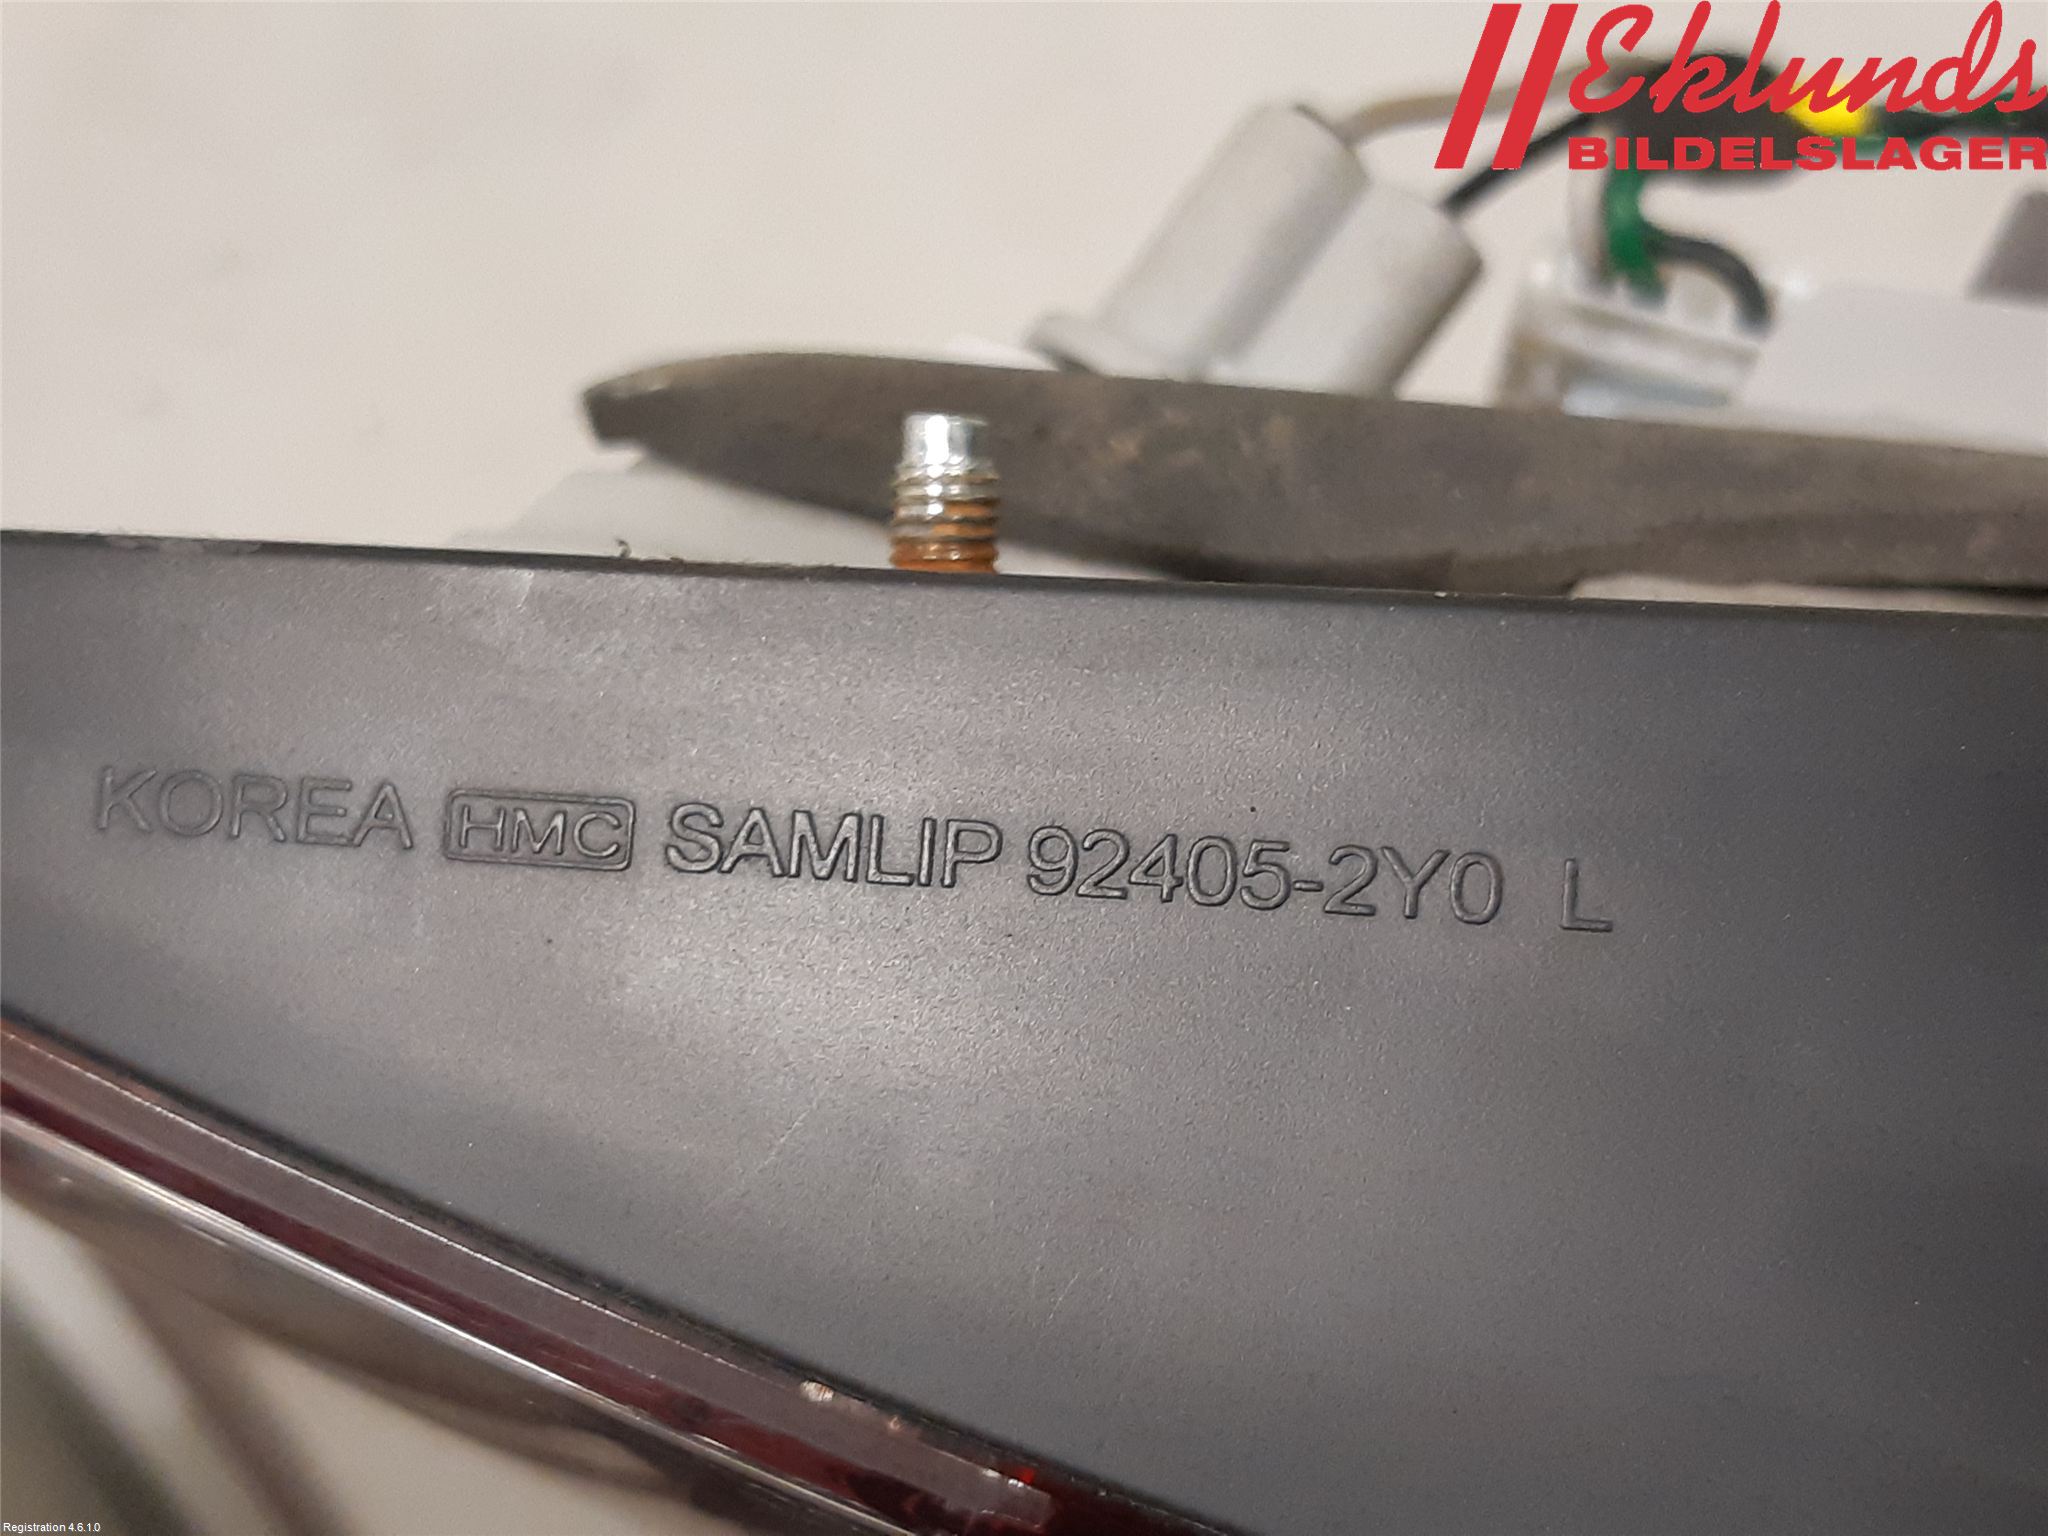 Eklunds
BILDELSLAGER
KOREA HMC SAMLIP 92405-2Y0 L
Registration 4.6.1.0